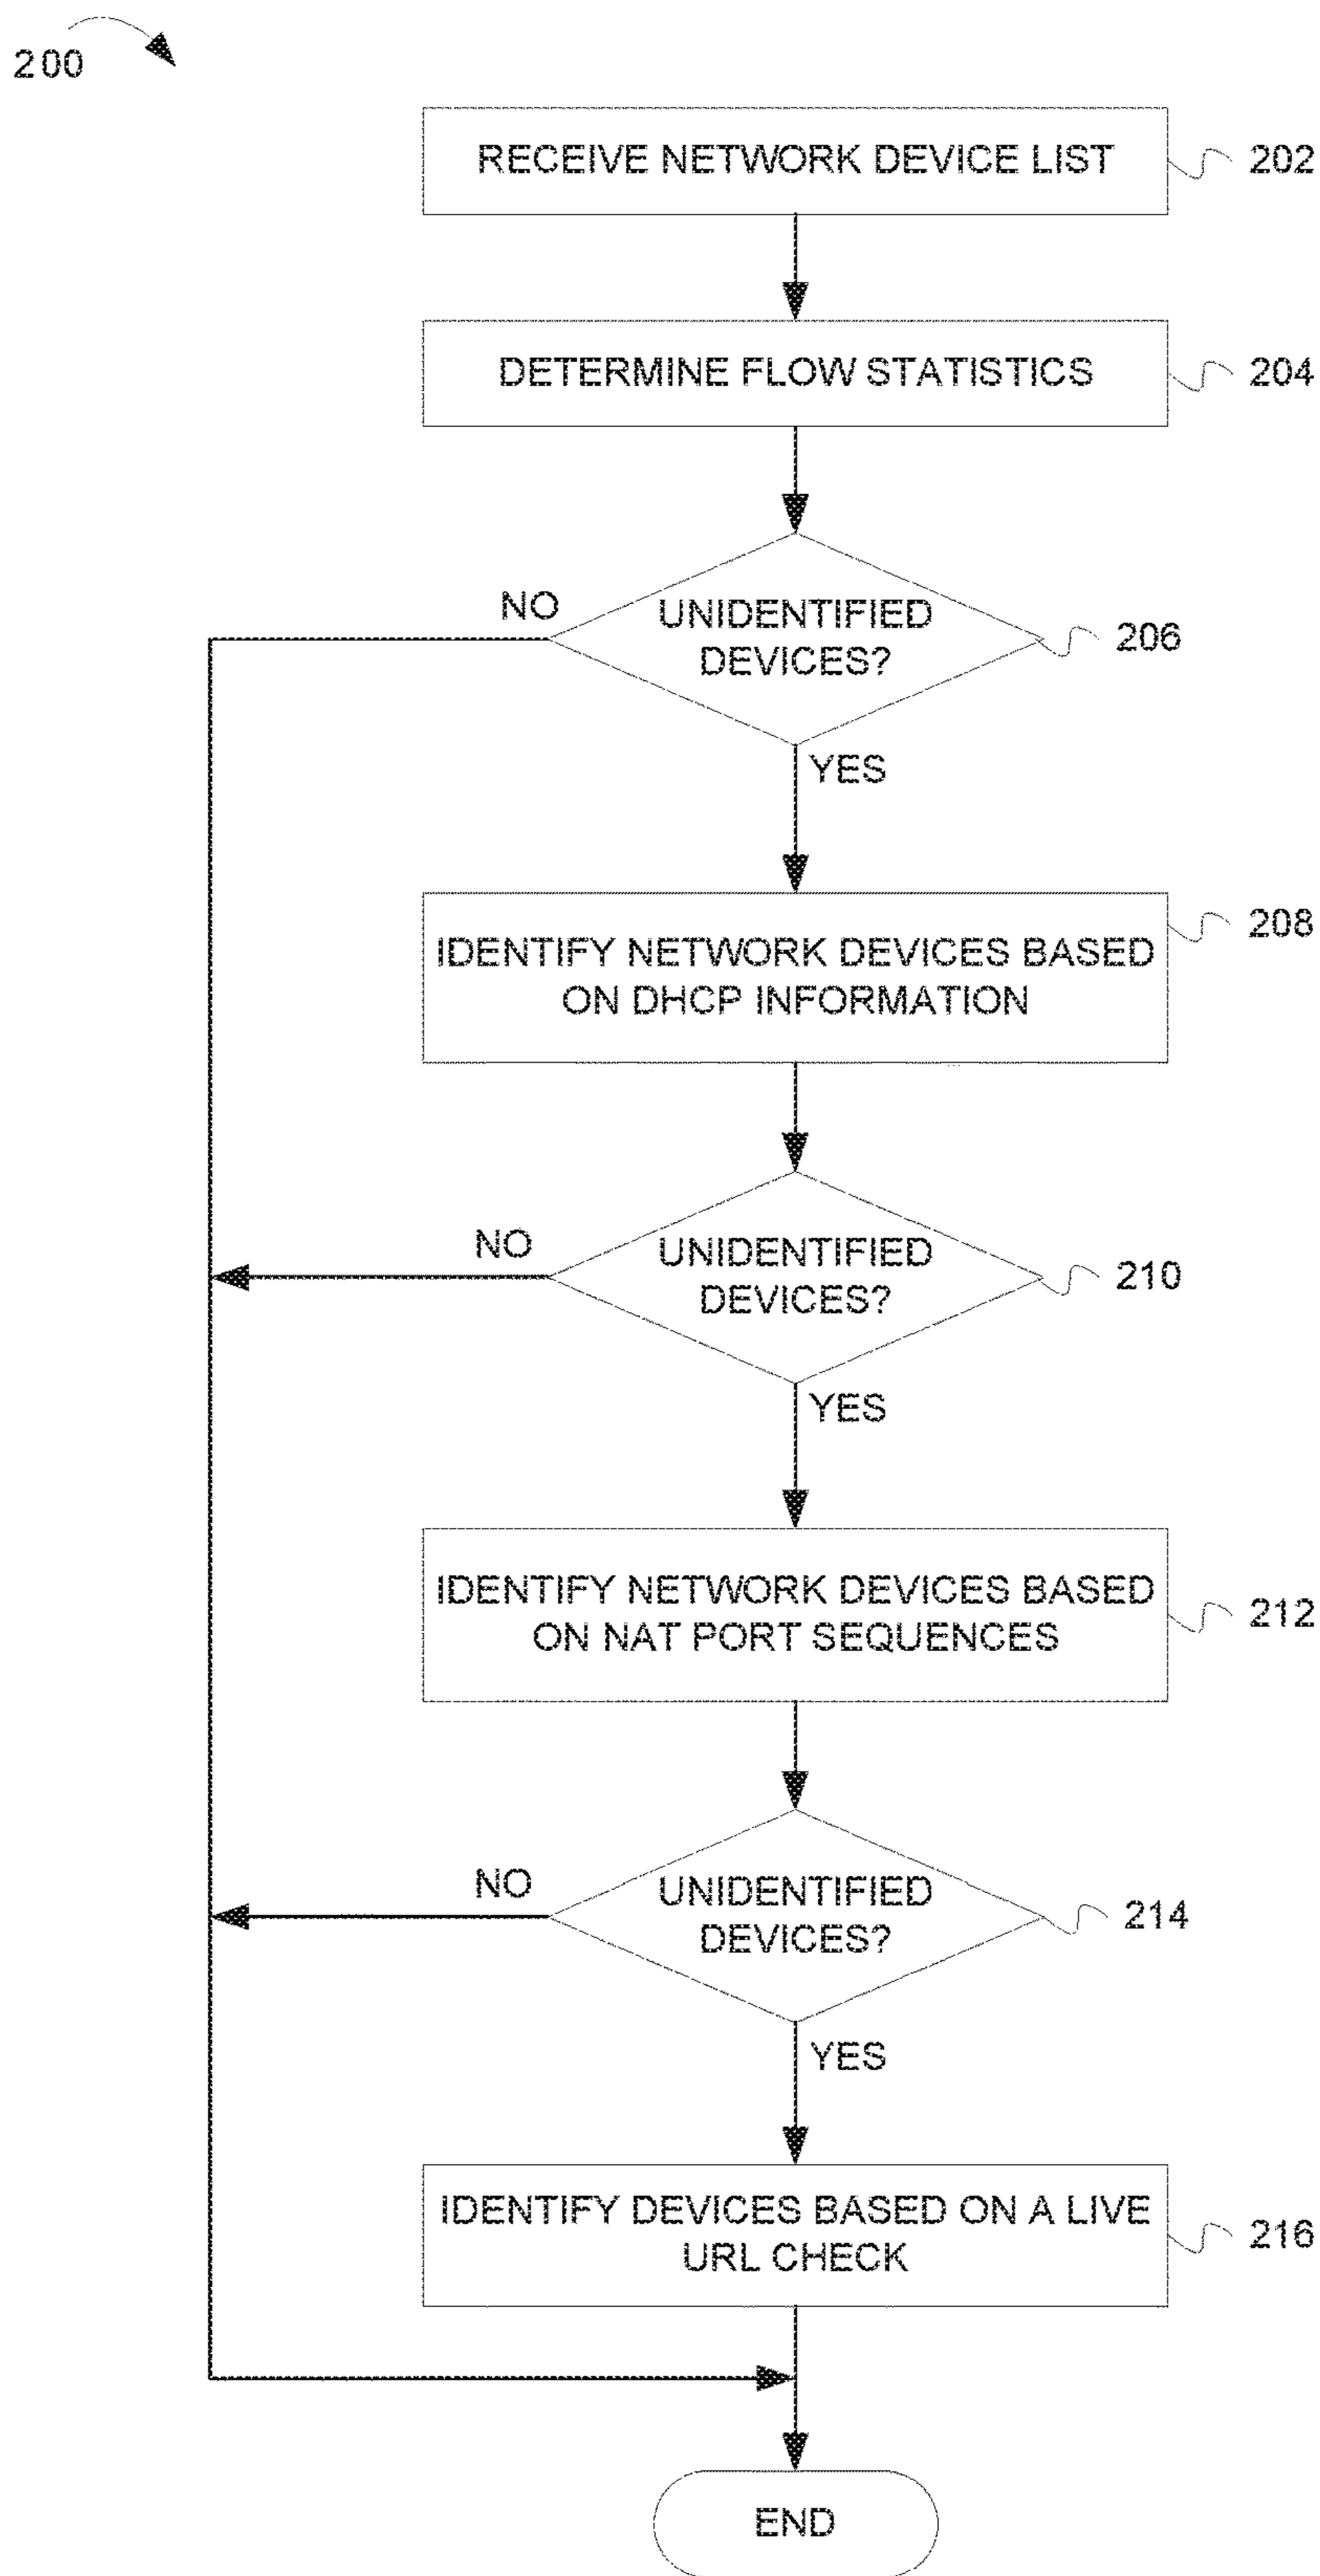 200
RECEIVE NETWORK DEVICE LIST
202
DETERMINE FLOW STATISTICS
204
NO
UNIDENTIFIED
DEVICES?
206
YES
208
IDENTIFY NETWORK DEVICES BASED
ON DHCP INFORMATION
NO
UNIDENTIFIED
DEVICES?
210
YES
IDENTIFY NETWORK DEVICES BASED
ON NAT PORT SEQUENCES
212
NO
UNIDENTIFIED
DEVICES?
214
YES
IDENTIFY DEVICES BASED ON A LIVE
URL CHECK
216
END